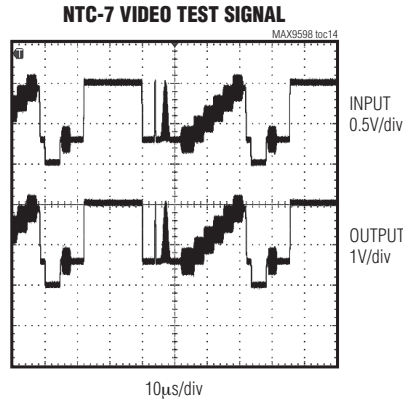 NTC-7 VIDEO TEST SIGNAL
MAX9598 toc14
T
INPUT
0.5V/div
OUTPUT
1V/div
10µs/div